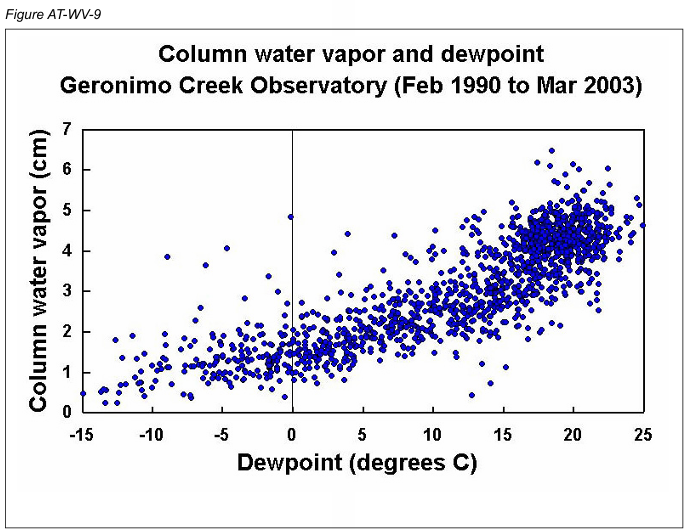 Figure AT-WV-9
Column water vapor and dewpoint
Geronimo Creek Observatory (Feb 1990 to Mar 2003)
Column water vapor (cm)
7
6
5
4
3
2
1
0
-15 -10 -5 0 5 10 15 20 25
Dewpoint (degrees C)